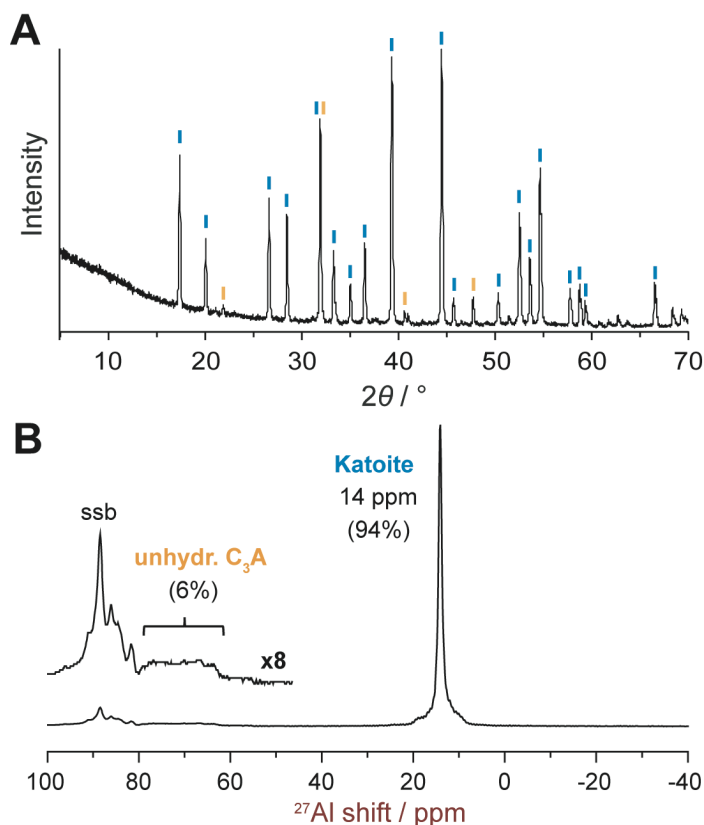 A
Intensity
10 20 30 40 50 60 70
2θ / °
B
Katoite
14 ppm
(94%)
ssb
unhydr. C₃A
(6%)
x8
100 80 60 40 20 0 -20 -40
²⁷Al shift / ppm